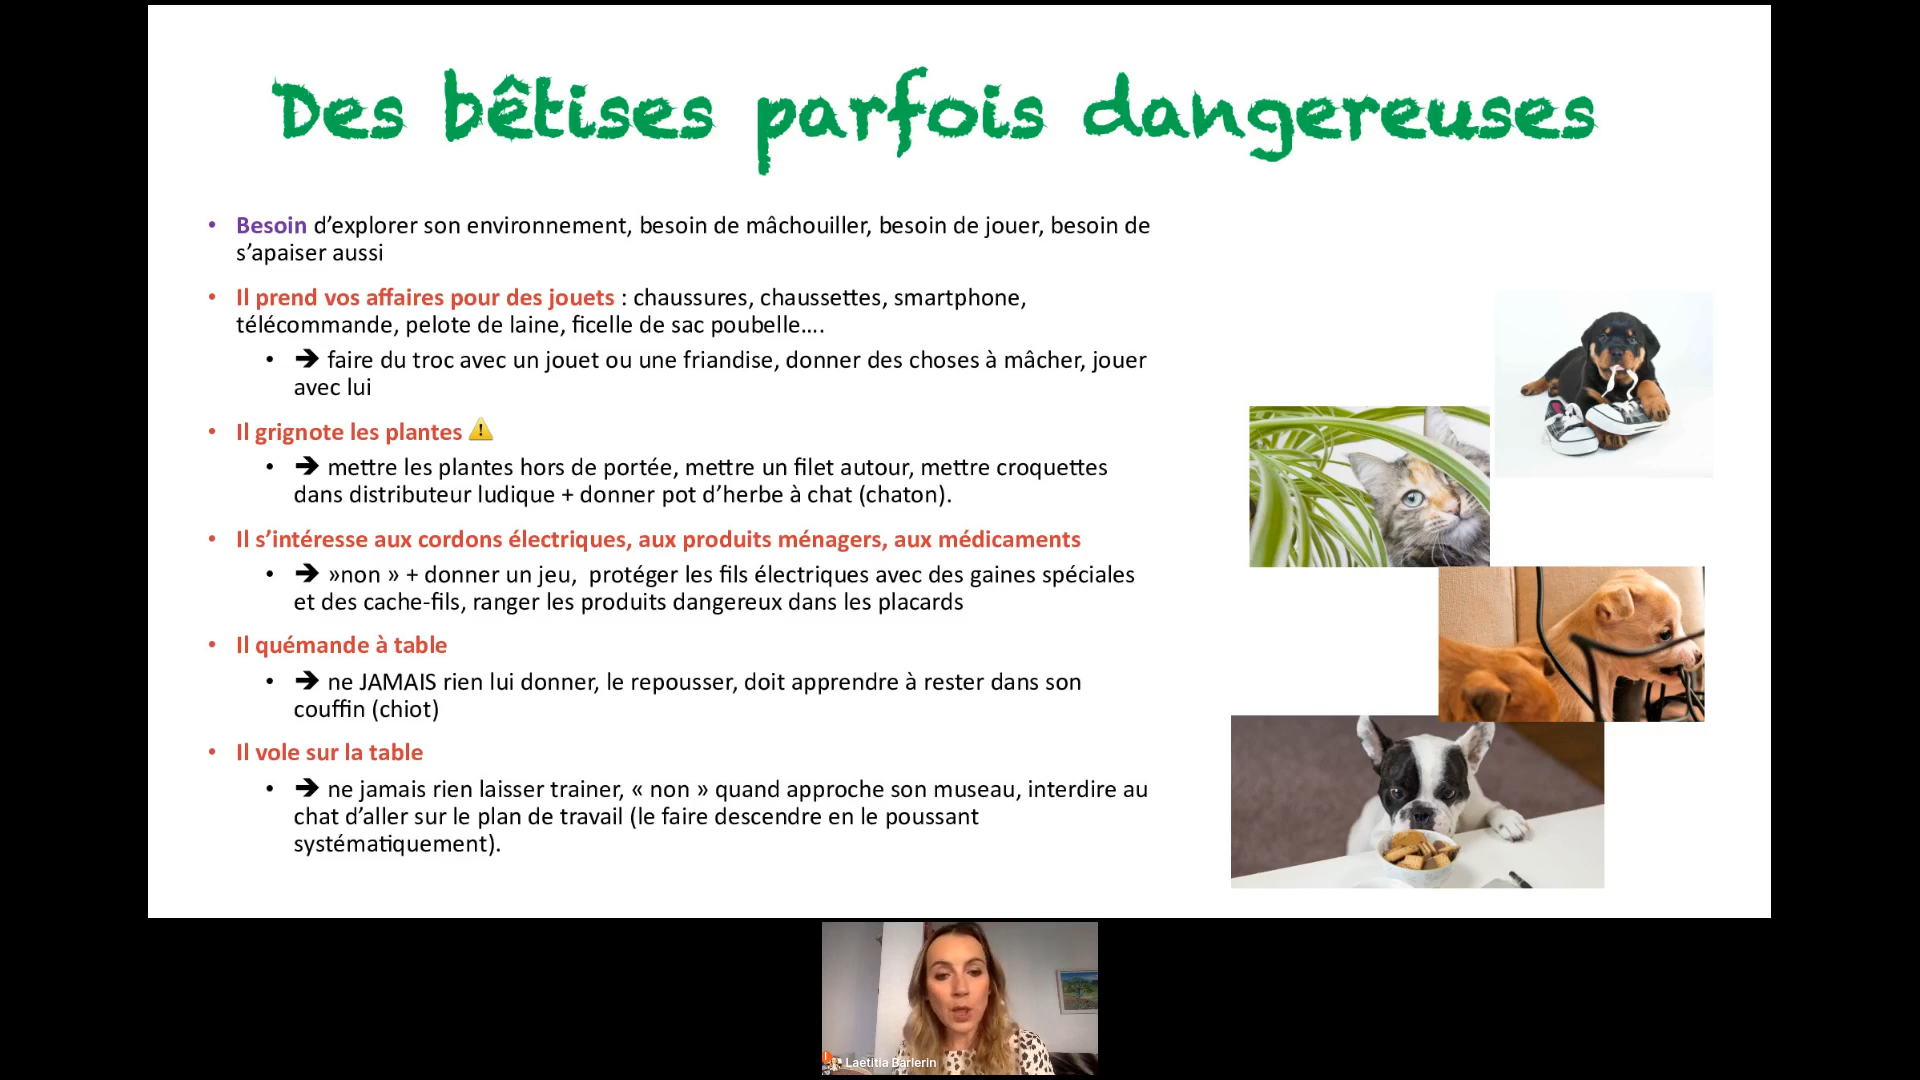 Des bêtises parfois dangereuses
• Besoin d’explorer son environnement, besoin de mâchouiller, besoin de jouer, besoin de
s’apaiser aussi
• Il prend vos affaires pour des jouets : chaussures, chaussettes, smartphone,
télécommande, pelote de laine, ficelle de sac poubelle....
• ➔ faire du troc avec un jouet ou une friandise, donner des choses à mâcher, jouer
avec lui
• Il grignote les plantes ⚠
• ➔ mettre les plantes hors de portée, mettre un filet autour, mettre croquettes
dans distributeur ludique + donner pot d’herbe à chat (chaton).
• Il s’intéresse aux cordons électriques, aux produits ménagers, aux médicaments
• ➔ »non » + donner un jeu,  protéger les fils électriques avec des gaines spéciales
et des cache-fils, ranger les produits dangereux dans les placards
• Il quémande à table
• ➔ ne JAMAIS rien lui donner, le repousser, doit apprendre à rester dans son
couffin (chiot)
• Il vole sur la table
• ➔ ne jamais rien laisser trainer, « non » quand approche son museau, interdire au
chat d’aller sur le plan de travail (le faire descendre en le poussant
systématiquement).
Laetitia Barlerin